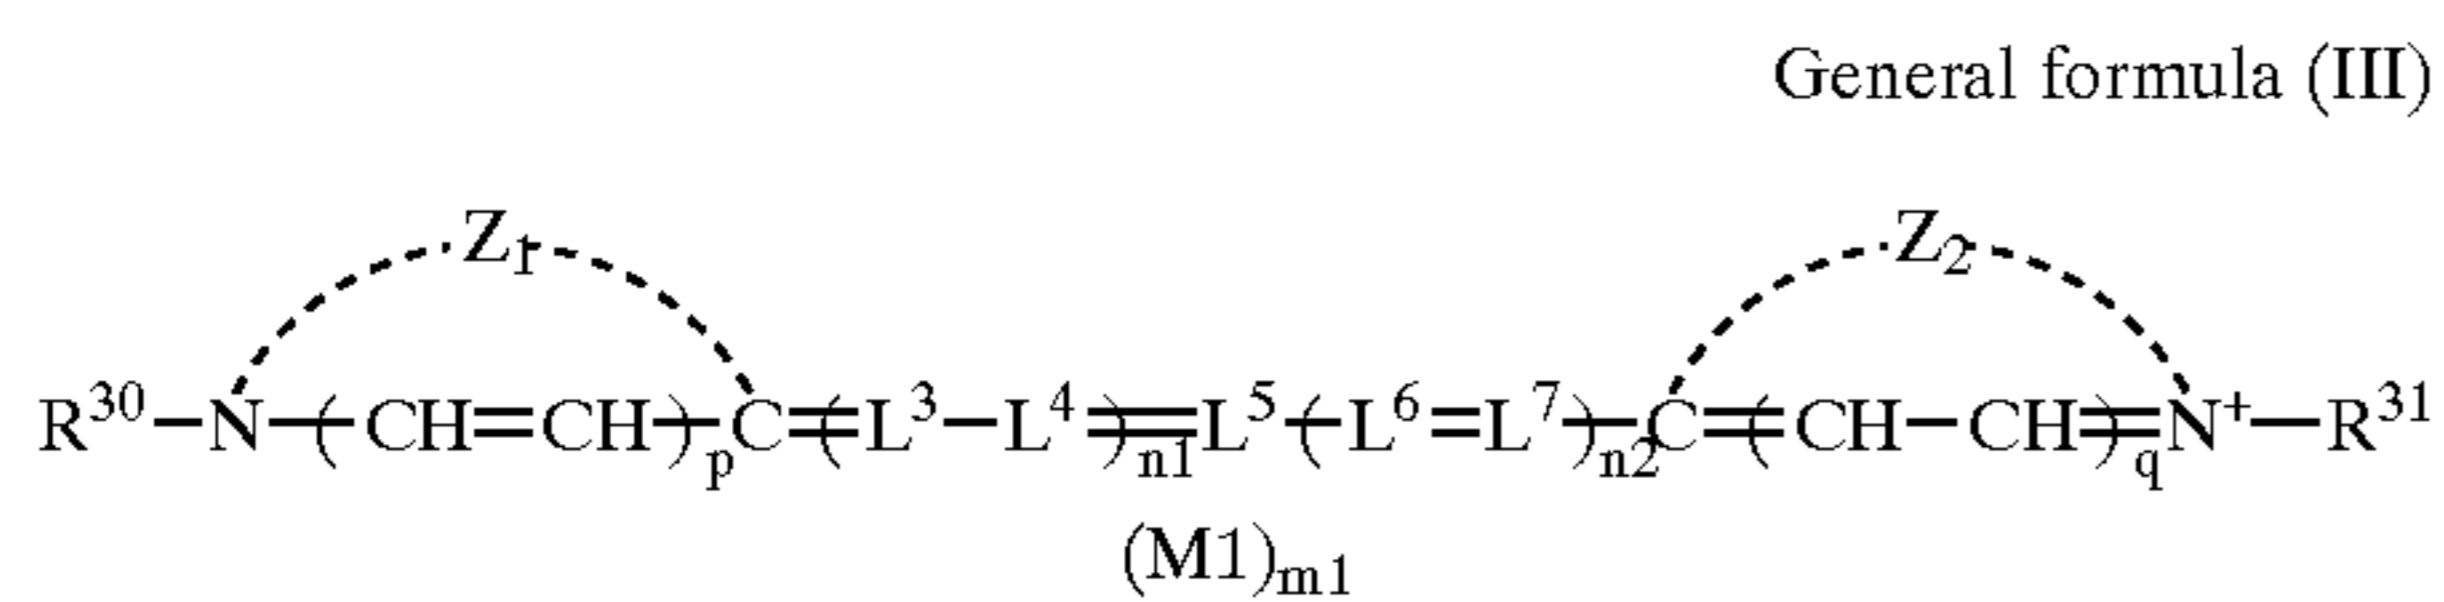 General formula (III)
Z₁ Z₂
R³⁰—N—(CH=CH)ₚ—C=(L³—L⁴)ₙ₁=L⁵—(L⁶=L⁷)ₙ₂—C=(CH—CH)q=N⁺—R³¹
(M1)ₘ₁